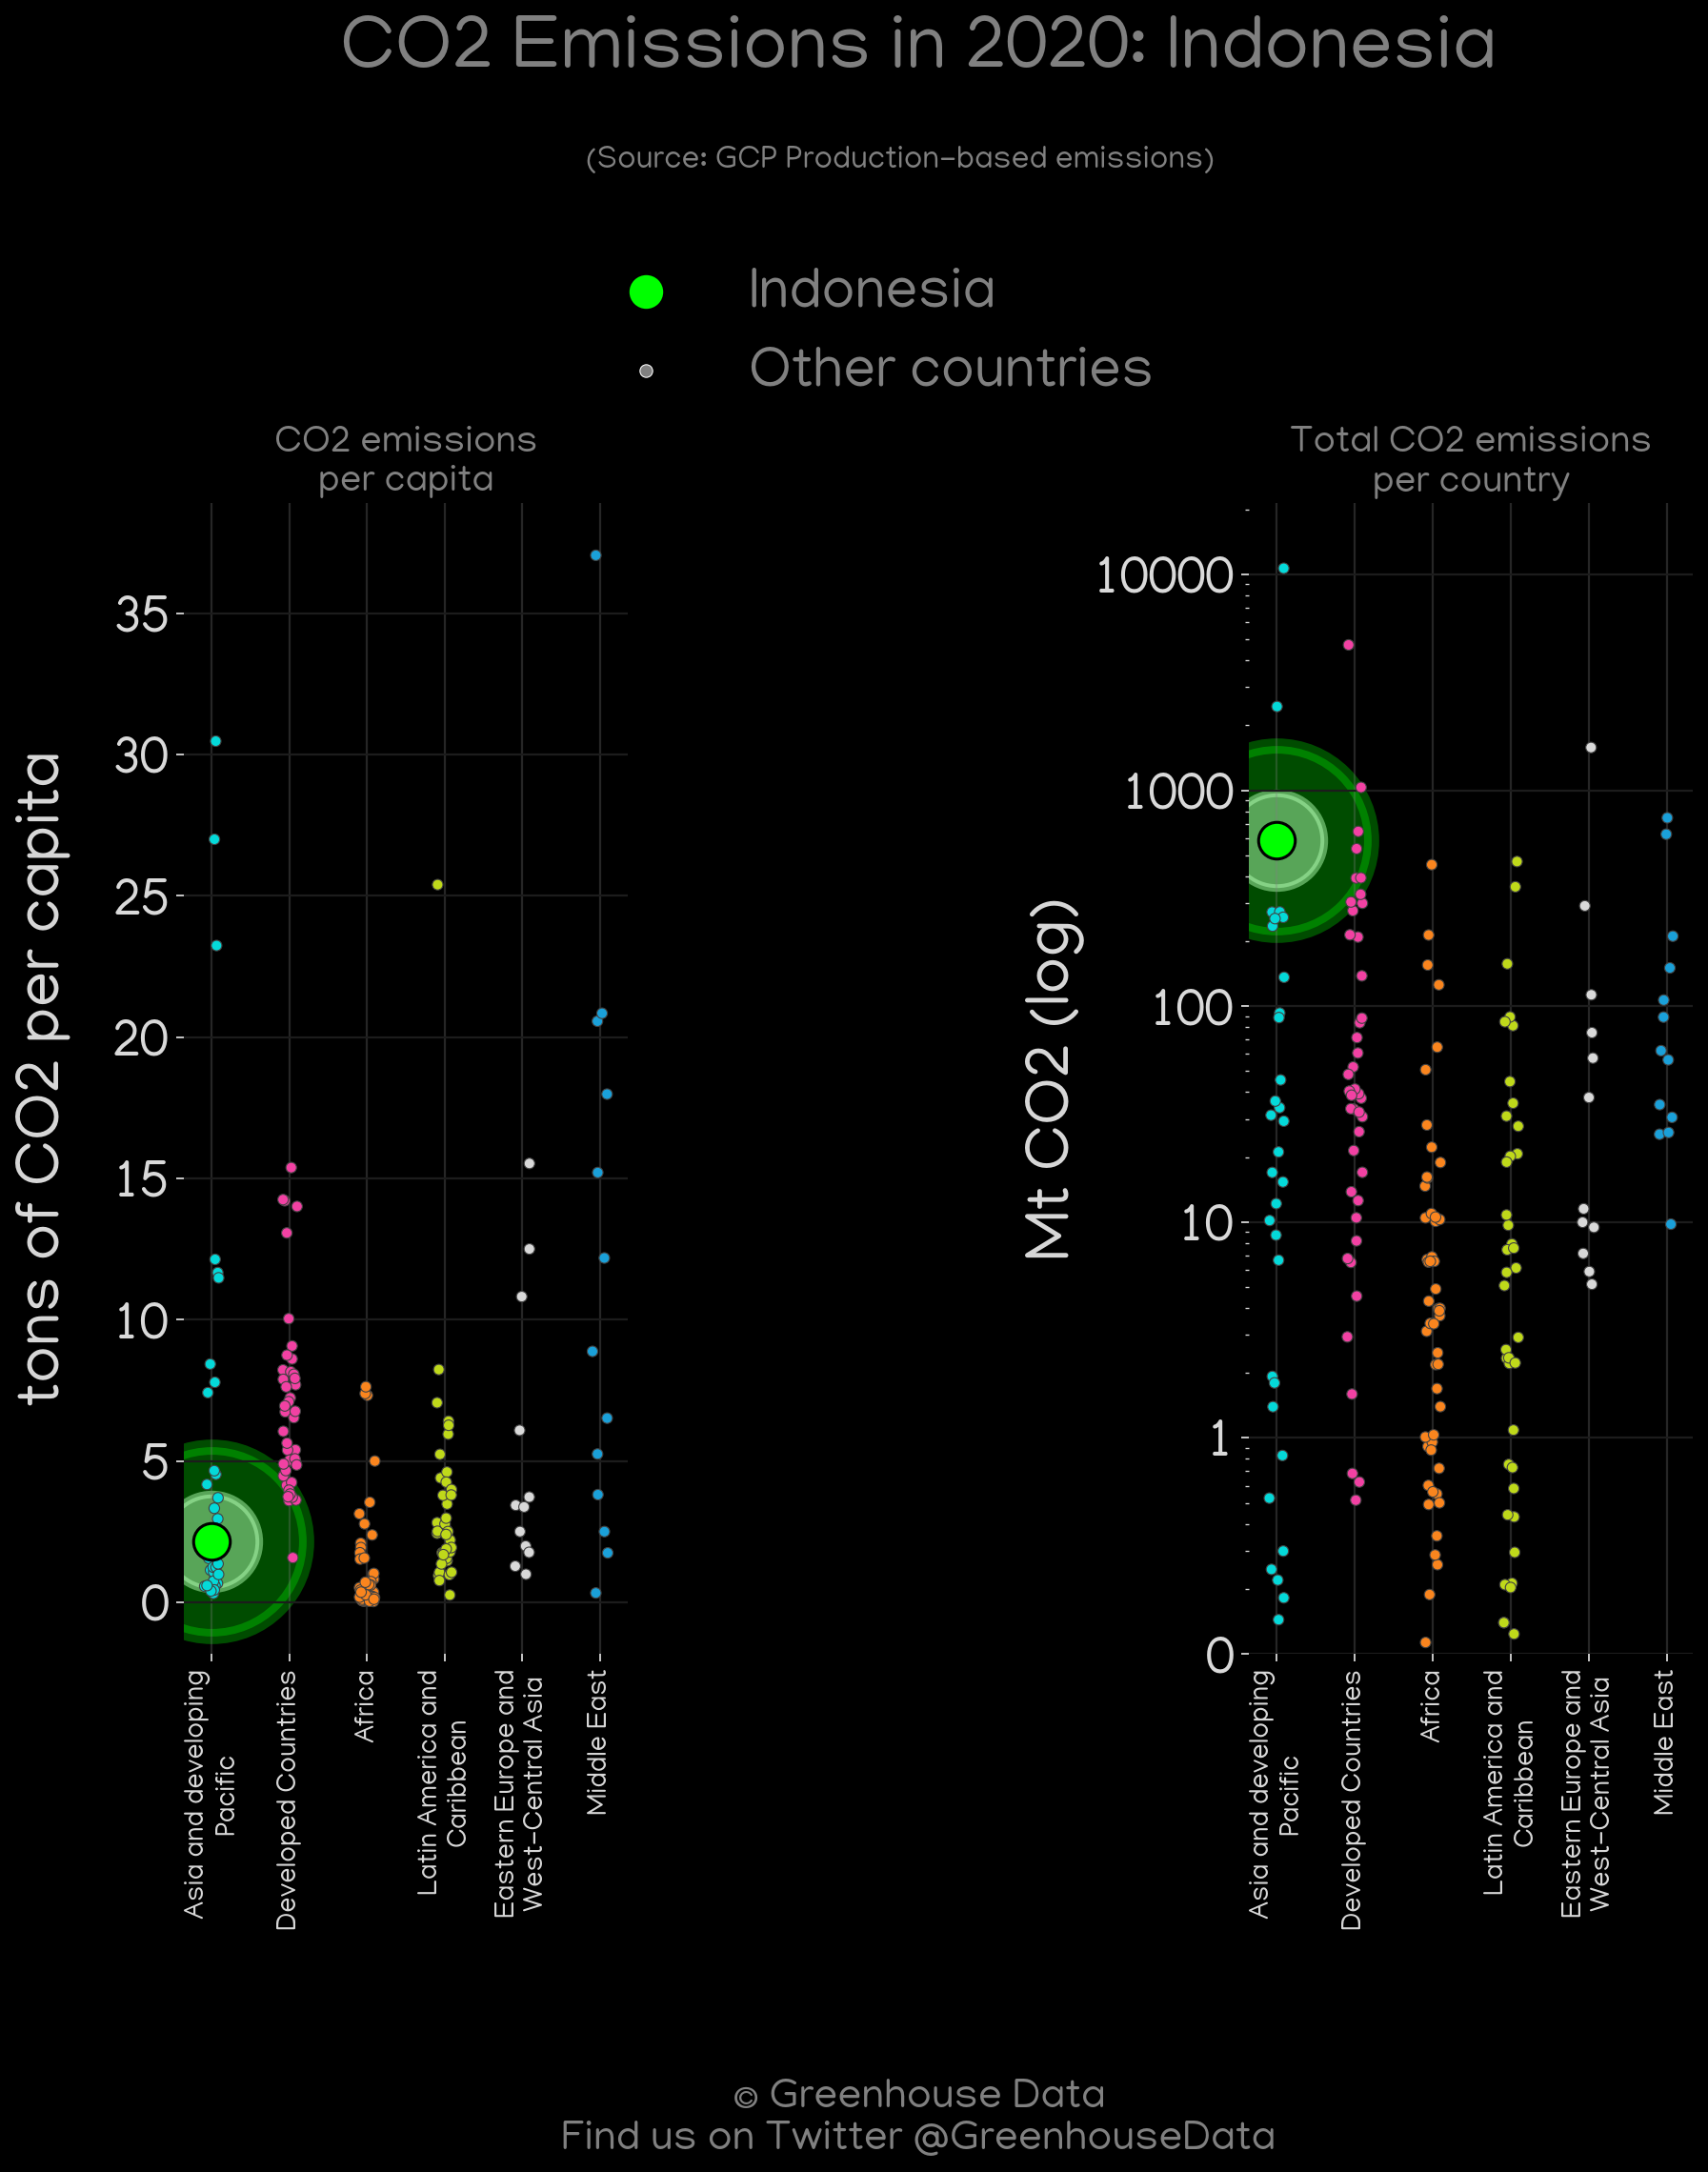 CO2 Emissions in 2020: Indonesia
(Source: GCP Production-based emissions)
Indonesia
Other countries
CO2 emissions
per capita
tons of CO2 per capita
35
30
25
20
15
10
5
0
Asia and developing
Pacific
Developed Countries
Africa
Latin America and
Caribbean
Eastern Europe and
West-Central Asia
Middle East
Total CO2 emissions
per country
Mt CO2 (log)
10000
1000
100
10
1
0
Asia and developing
Pacific
Developed Countries
Africa
Latin America and
Caribbean
Eastern Europe and
West-Central Asia
Middle East
© Greenhouse Data
Find us on Twitter @GreenhouseData